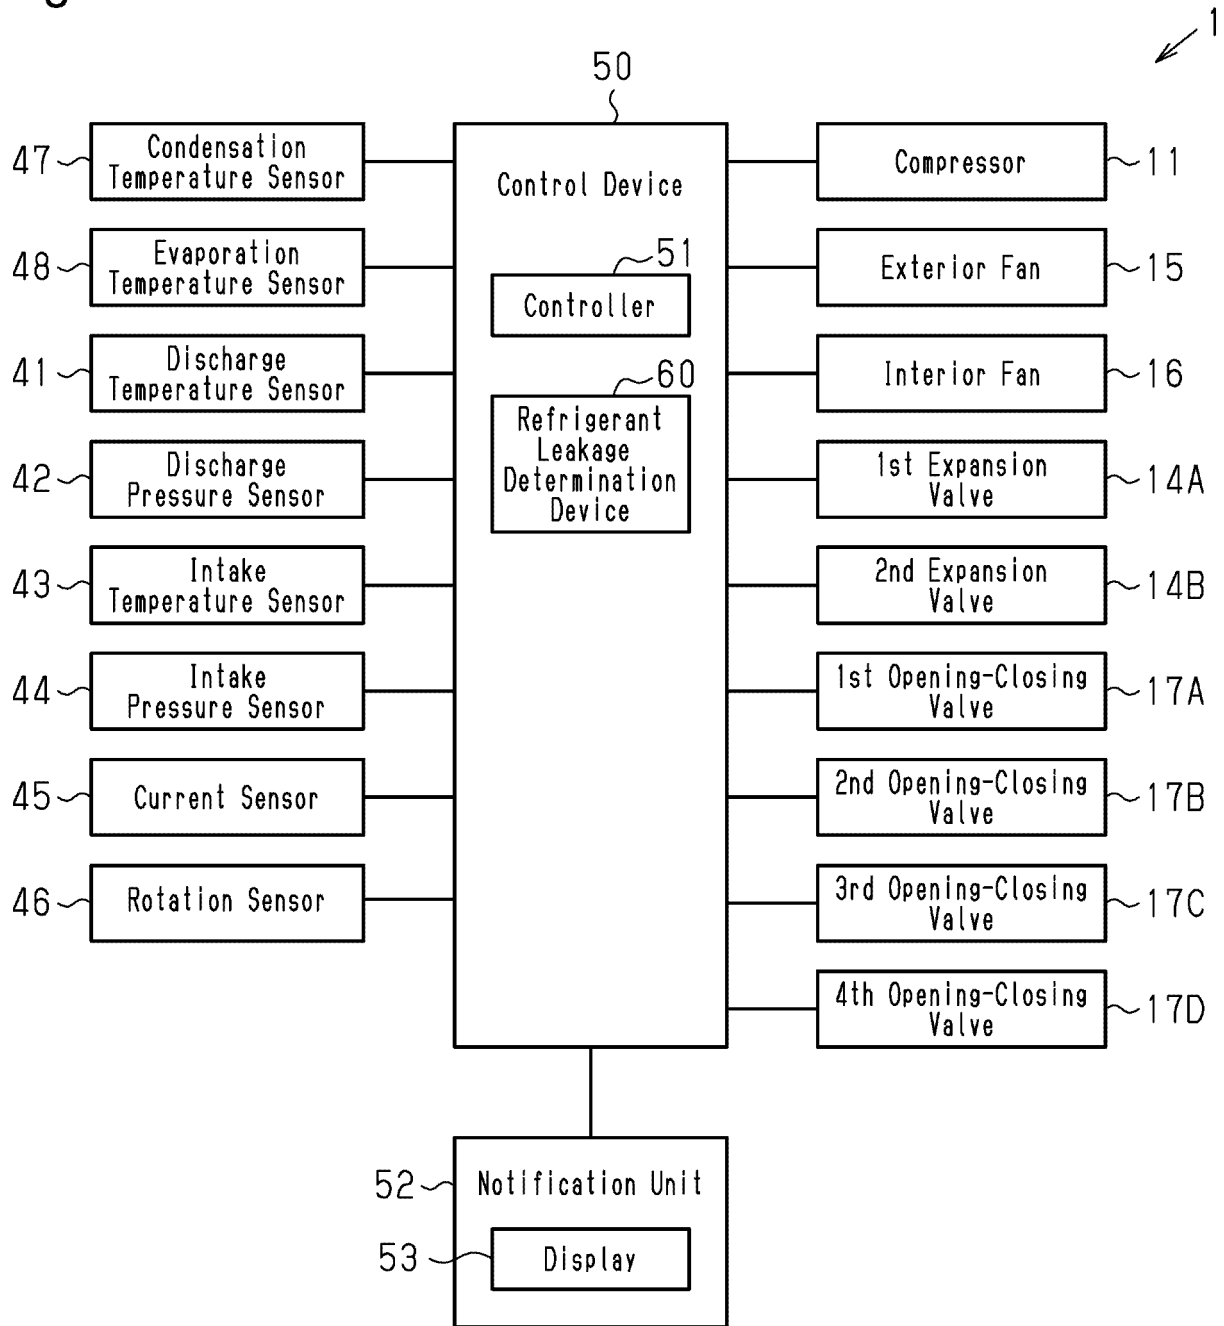 1
50
47
Condensation
Temperature Sensor
48
Evaporation
Temperature Sensor
41
Discharge
Temperature Sensor
42
Discharge
Pressure Sensor
43
Intake
Temperature Sensor
44
Intake
Pressure Sensor
45
Current Sensor
46
Rotation Sensor
Control Device
51
Controller
60
Refrigerant
Leakage
Determination
Device
Compressor
11
Exterior Fan
15
Interior Fan
16
1st Expansion
Valve
14A
2nd Expansion
Valve
14B
1st Opening-Closing
Valve
17A
2nd Opening-Closing
Valve
17B
3rd Opening-Closing
Valve
17C
4th Opening-Closing
Valve
17D
52
Notification Unit
53
Display